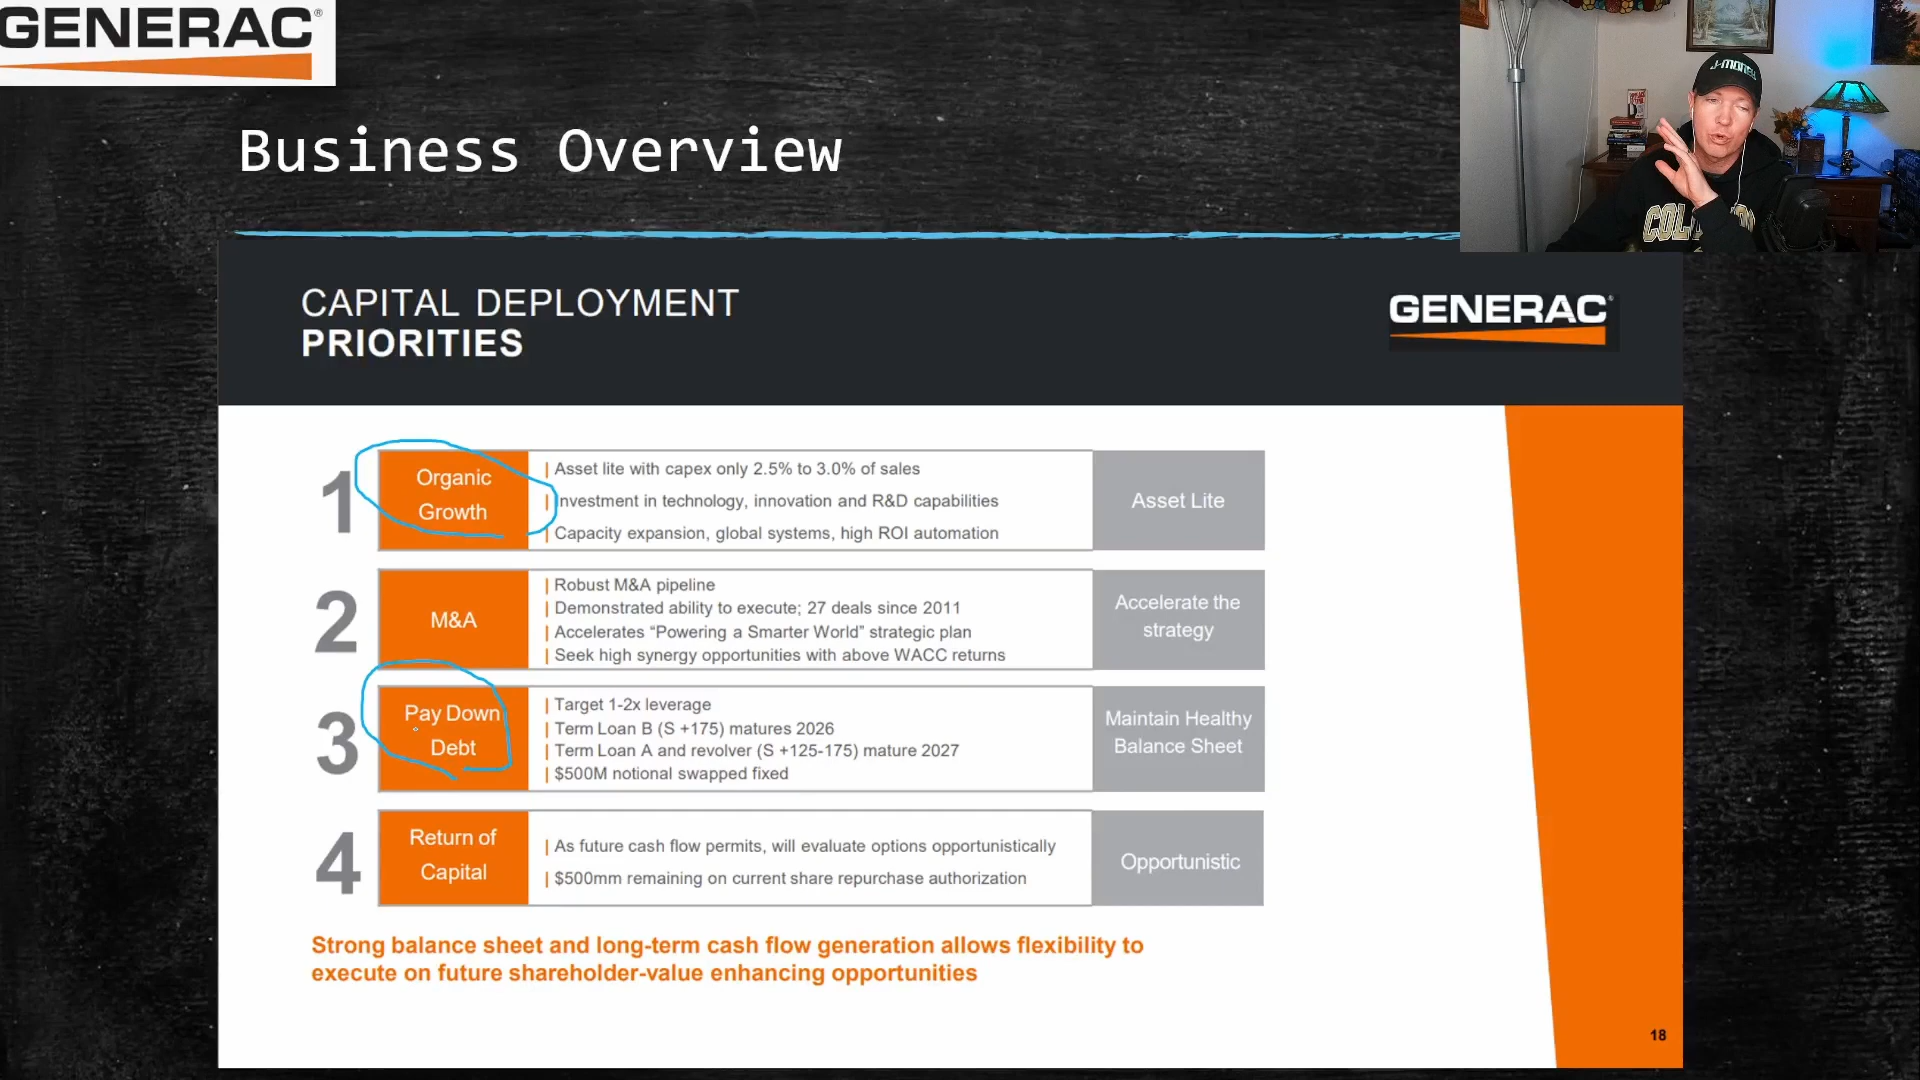 GENERAC®
Business Overview
J-MONEY
CAPITAL DEPLOYMENT
PRIORITIES
GENERAC®
1
Organic
Growth
| Asset lite with capex only 2.5% to 3.0% of sales
| Investment in technology, innovation and R&D capabilities
| Capacity expansion, global systems, high ROI automation
Asset Lite
2
M&A
| Robust M&A pipeline
| Demonstrated ability to execute; 27 deals since 2011
| Accelerates “Powering a Smarter World” strategic plan
| Seek high synergy opportunities with above WACC returns
Accelerate the
strategy
3
Pay Down
Debt
| Target 1-2x leverage
| Term Loan B (S +175) matures 2026
| Term Loan A and revolver (S +125-175) mature 2027
| $500M notional swapped fixed
Maintain Healthy
Balance Sheet
4
Return of
Capital
| As future cash flow permits, will evaluate options opportunistically
| $500mm remaining on current share repurchase authorization
Opportunistic
Strong balance sheet and long-term cash flow generation allows flexibility to
execute on future shareholder-value enhancing opportunities
18